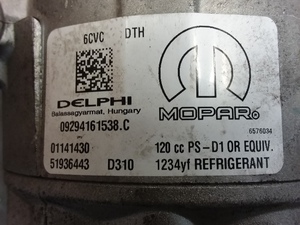 6CVC DTH
DELPHI
Balassagyarmat, Hungary
MOPAR
09294161538.C
6576034
01141430
120 cc PS-D1 OR EQUIV.
51936443 D310
1234yf REFRIGERANT